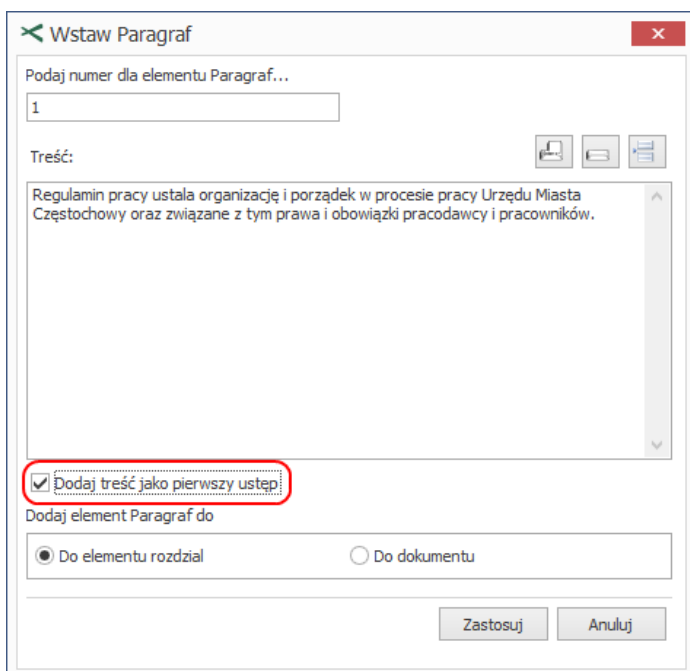 Wstaw Paragraf
Podaj numer dla elementu Paragraf...
1
Treść:
Regulamin pracy ustala organizację i porządek w procesie pracy Urzędu Miasta
Częstochowy oraz związane z tym prawa i obowiązki pracodawcy i pracowników.
Dodaj treść jako pierwszy ustęp
Dodaj element Paragraf do
Do elementu rozdzial
Do dokumentu
Zastosuj
Anuluj